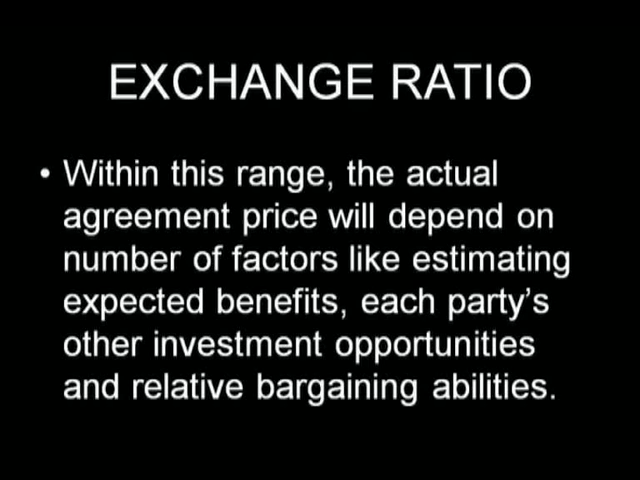 EXCHANGE RATIO
• Within this range, the actual
agreement price will depend on
number of factors like estimating
expected benefits, each party's
other investment opportunities
and relative bargaining abilities.